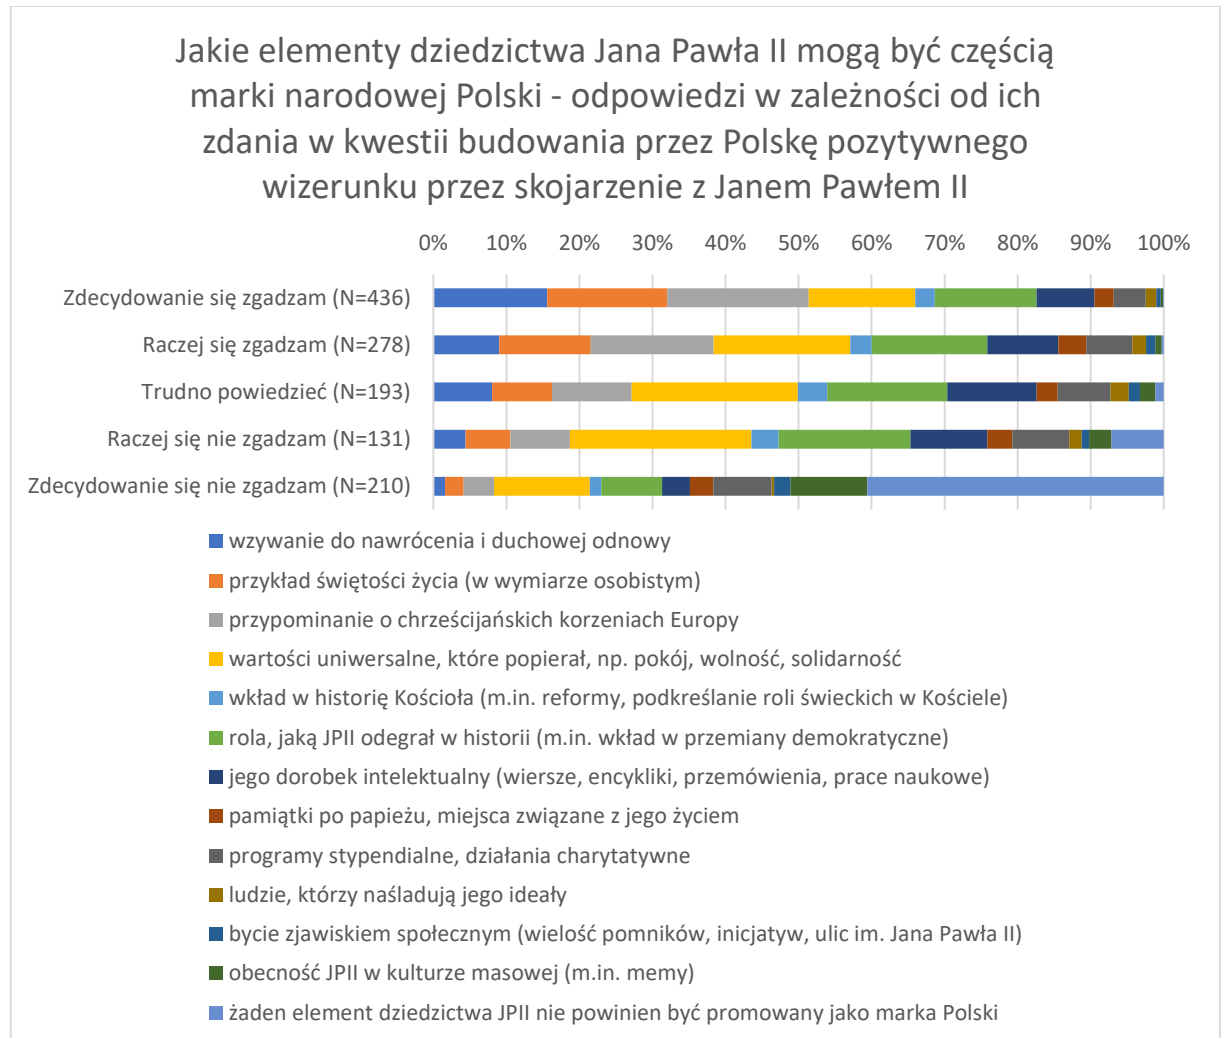 Jakie elementy dziedzictwa Jana Pawła II mogą być częścią
marki narodowej Polski - odpowiedzi w zależności od ich
zdania w kwestii budowania przez Polskę pozytywnego
wizerunku przez skojarzenie z Janem Pawłem II
0% 10% 20% 30% 40% 50% 60% 70% 80% 90% 100%
Zdecydowanie się zgadzam (N=436)
Raczej się zgadzam (N=278)
Trudno powiedzieć (N=193)
Raczej się nie zgadzam (N=131)
Zdecydowanie się nie zgadzam (N=210)
wzywanie do nawrócenia i duchowej odnowy
przykład świętości życia (w wymiarze osobistym)
przypominanie o chrześcijańskich korzeniach Europy
wartości uniwersalne, które popierał, np. pokój, wolność, solidarność
wkład w historię Kościoła (m.in. reformy, podkreślanie roli świeckich w Kościele)
rola, jaką JPII odegrał w historii (m.in. wkład w przemiany demokratyczne)
jego dorobek intelektualny (wiersze, encykliki, przemówienia, prace naukowe)
pamiątki po papieżu, miejsca związane z jego życiem
programy stypendialne, działania charytatywne
ludzie, którzy naśladują jego ideały
bycie zjawiskiem społecznym (wielość pomników, inicjatyw, ulic im. Jana Pawła II)
obecność JPII w kulturze masowej (m.in. memy)
żaden element dziedzictwa JPII nie powinien być promowany jako marka Polski